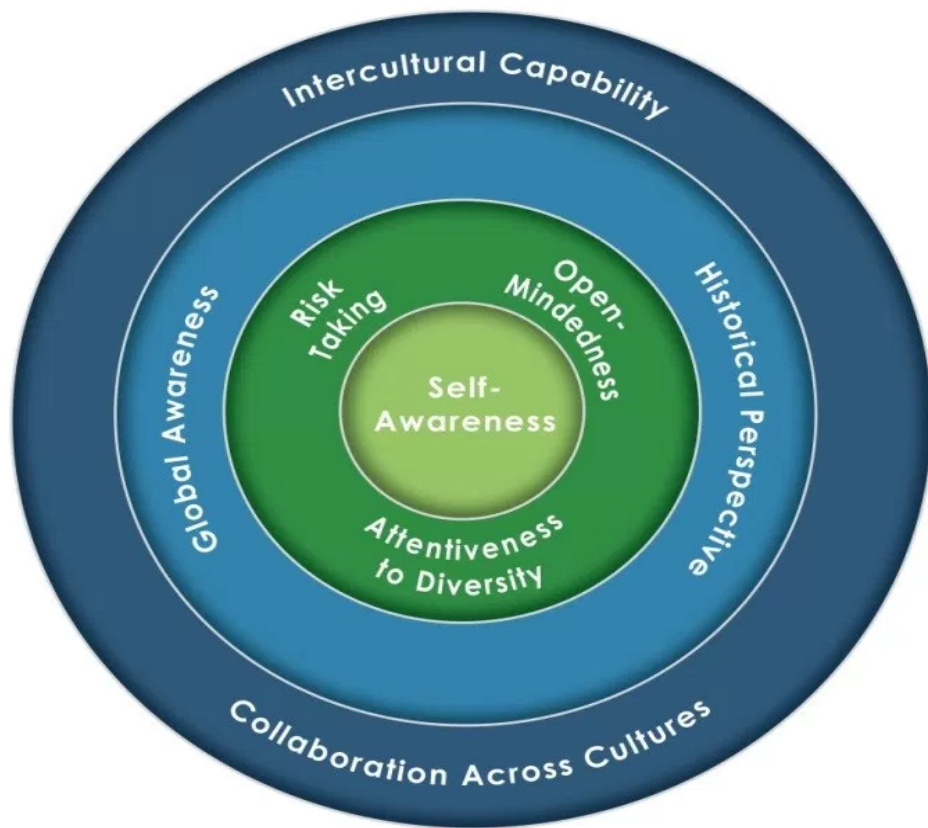 Intercultural Capability
Global Awareness
Historical Perspective
Risk
Taking
Open-
Mindedness
Self-
Awareness
Attentiveness
to Diversity
Collaboration Across Cultures